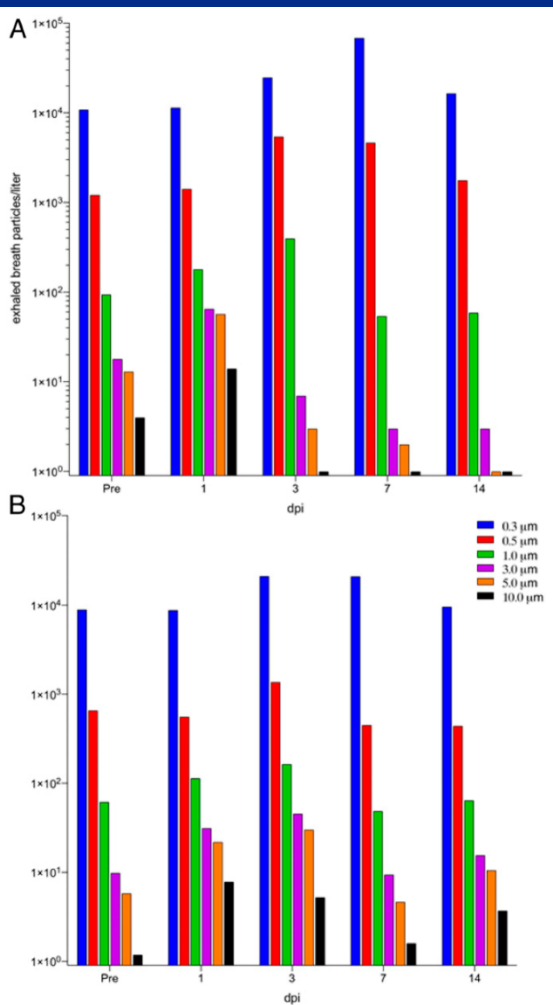 A
1×10⁵
1×10⁴
1×10³
1×10²
1×10¹
1×10⁰
exhaled breath particles/liter
Pre 1 3 7 14
dpi
B
1×10⁵
1×10⁴
1×10³
1×10²
1×10¹
1×10⁰
0.3 μm
0.5 μm
1.0 μm
3.0 μm
5.0 μm
10.0 μm
Pre 1 3 7 14
dpi